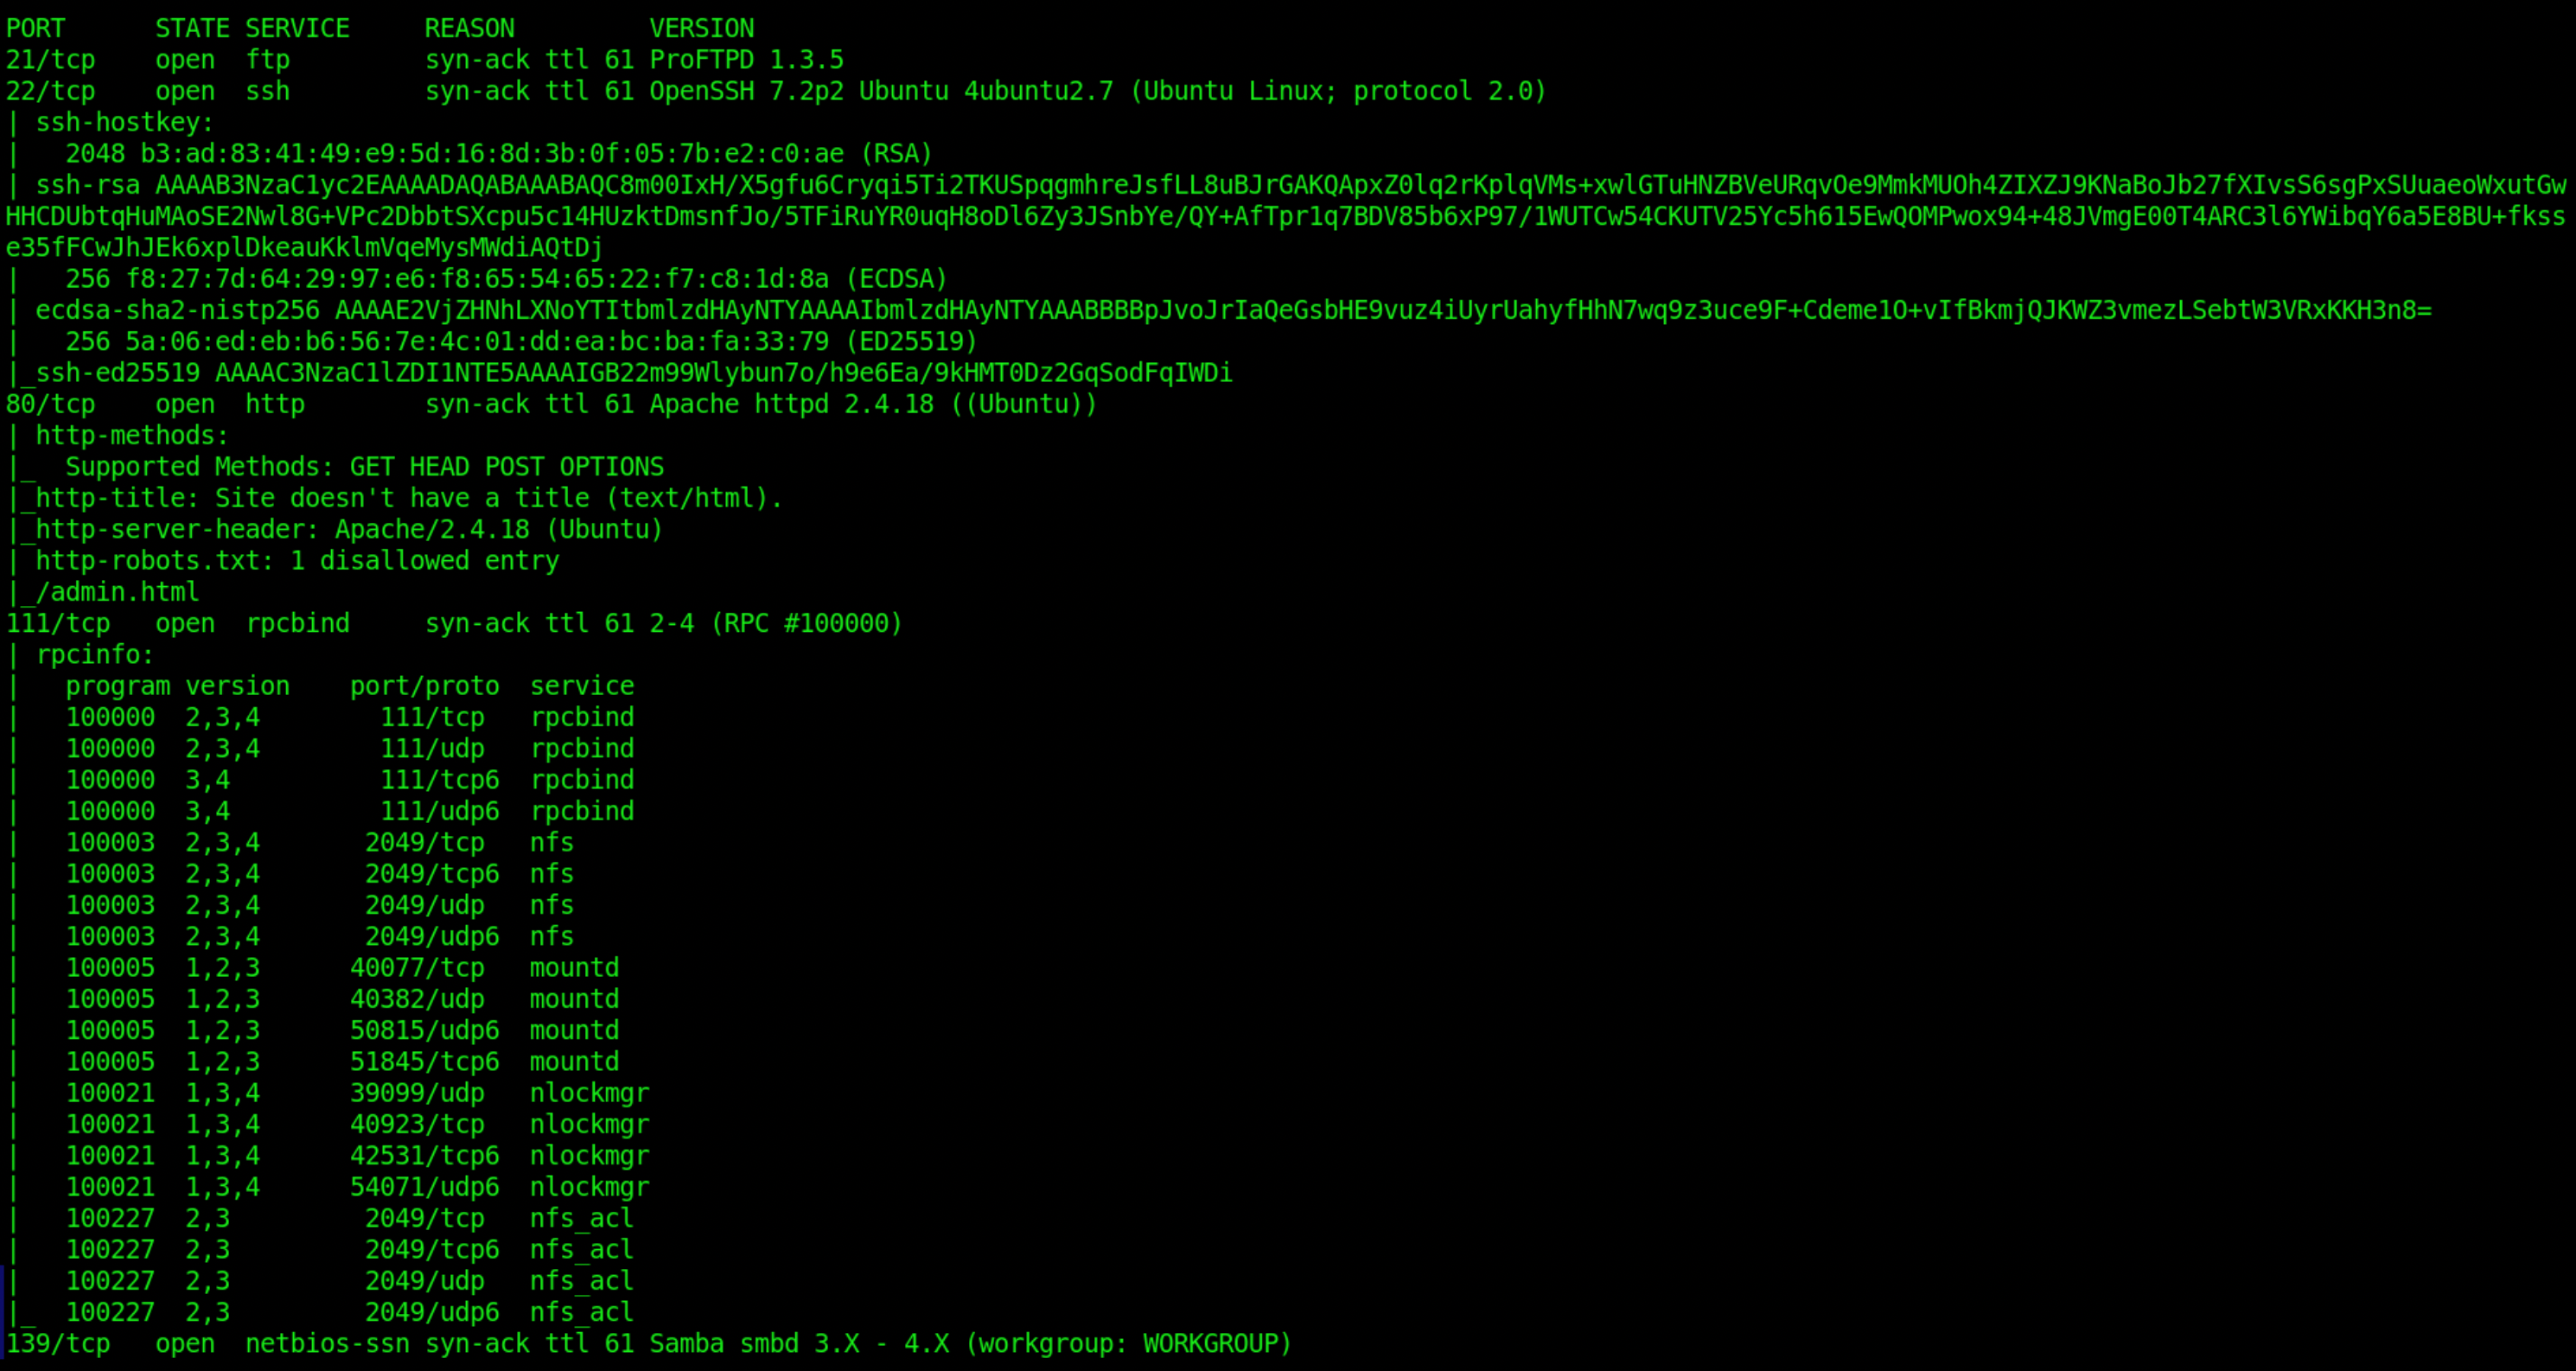 PORT      STATE SERVICE     REASON         VERSION
21/tcp    open  ftp         syn-ack ttl 61 ProFTPD 1.3.5
22/tcp    open  ssh         syn-ack ttl 61 OpenSSH 7.2p2 Ubuntu 4ubuntu2.7 (Ubuntu Linux; protocol 2.0)
| ssh-hostkey:
|   2048 b3:ad:83:41:49:e9:5d:16:8d:3b:0f:05:7b:e2:c0:ae (RSA)
| ssh-rsa AAAAB3NzaC1yc2EAAAADAQABAAABAQC8m00IxH/X5gfu6Cryqi5Ti2TKUSpqgmhreJsfLL8uBJrGAKQApxZ0lq2rKplqVMs+xwlGTuHNZBVeURqvOe9MmkMUOh4ZIXZJ9KNaBoJb27fXIvsS6sgPxSUuaeoWxutGw
HHCDUbtqHuMAoSE2Nwl8G+VPc2DbbtSXcpu5c14HUzktDmsnfJo/5TFiRuYR0uqH8oDl6Zy3JSnbYe/QY+AfTpr1q7BDV85b6xP97/1WUTCw54CKUTV25Yc5h615EwQOMPwox94+48JVmgE00T4ARC3l6YWibqY6a5E8BU+fkss
e35fFCwJhJEk6xplDkeauKklmVqeMysMWdiAQtDj
|   256 f8:27:7d:64:29:97:e6:f8:65:54:65:22:f7:c8:1d:8a (ECDSA)
| ecdsa-sha2-nistp256 AAAAE2VjZHNhLXNoYTItbmlzdHAyNTYAAAAIbmlzdHAyNTYAAABBBBpJvoJrIaQeGsbHE9vuz4iUyrUahyfHhN7wq9z3uce9F+Cdeme1O+vIfBkmjQJKWZ3vmezLSebtW3VRxKKH3n8=
|   256 5a:06:ed:eb:b6:56:7e:4c:01:dd:ea:bc:ba:fa:33:79 (ED25519)
|_ssh-ed25519 AAAAC3NzaC1lZDI1NTE5AAAAIGB22m99Wlybun7o/h9e6Ea/9kHMT0Dz2GqSodFqIWDi
80/tcp    open  http        syn-ack ttl 61 Apache httpd 2.4.18 ((Ubuntu))
| http-methods:
|_  Supported Methods: GET HEAD POST OPTIONS
|_http-title: Site doesn't have a title (text/html).
|_http-server-header: Apache/2.4.18 (Ubuntu)
| http-robots.txt: 1 disallowed entry
|_/admin.html
111/tcp   open  rpcbind     syn-ack ttl 61 2-4 (RPC #100000)
| rpcinfo:
|   program version    port/proto  service
|   100000  2,3,4        111/tcp   rpcbind
|   100000  2,3,4        111/udp   rpcbind
|   100000  3,4          111/tcp6  rpcbind
|   100000  3,4          111/udp6  rpcbind
|   100003  2,3,4       2049/tcp   nfs
|   100003  2,3,4       2049/tcp6  nfs
|   100003  2,3,4       2049/udp   nfs
|   100003  2,3,4       2049/udp6  nfs
|   100005  1,2,3      40077/tcp   mountd
|   100005  1,2,3      40382/udp   mountd
|   100005  1,2,3      50815/udp6  mountd
|   100005  1,2,3      51845/tcp6  mountd
|   100021  1,3,4      39099/udp   nlockmgr
|   100021  1,3,4      40923/tcp   nlockmgr
|   100021  1,3,4      42531/tcp6  nlockmgr
|   100021  1,3,4      54071/udp6  nlockmgr
|   100227  2,3         2049/tcp   nfs_acl
|   100227  2,3         2049/tcp6  nfs_acl
|   100227  2,3         2049/udp   nfs_acl
|_  100227  2,3         2049/udp6  nfs_acl
139/tcp   open  netbios-ssn syn-ack ttl 61 Samba smbd 3.X - 4.X (workgroup: WORKGROUP)